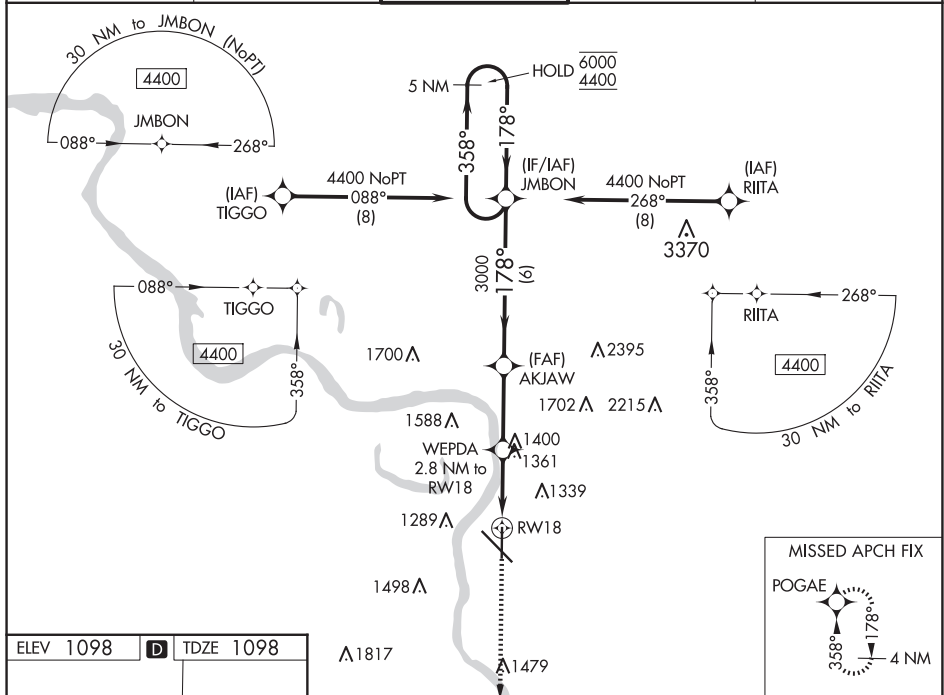 30 NM to JMBON (NoPT)
4400
JMBON
088°
268°
HOLD 6000
4400
5 NM
358°
178°
(IF/IAF)
JMBON
(IAF)
TIGGO
4400 NoPT
088°
(8)
4400 NoPT
268°
(8)
(IAF)
RIITA
3370
3000
178°
(6)
088°
TIGGO
4400
358°
30 NM to TIGGO
268°
RIITA
4400
358°
30 NM to RIITA
1700
(FAF)
AKJAW
2395
1702
2215
1588
WEPDA
2.8 NM to
RW18
1400
1361
1339
1289
RW18
1498
1817
1479
MISSED APCH FIX
POGAE
358°
178°
4 NM
ELEV 1098 D TDZE 1098